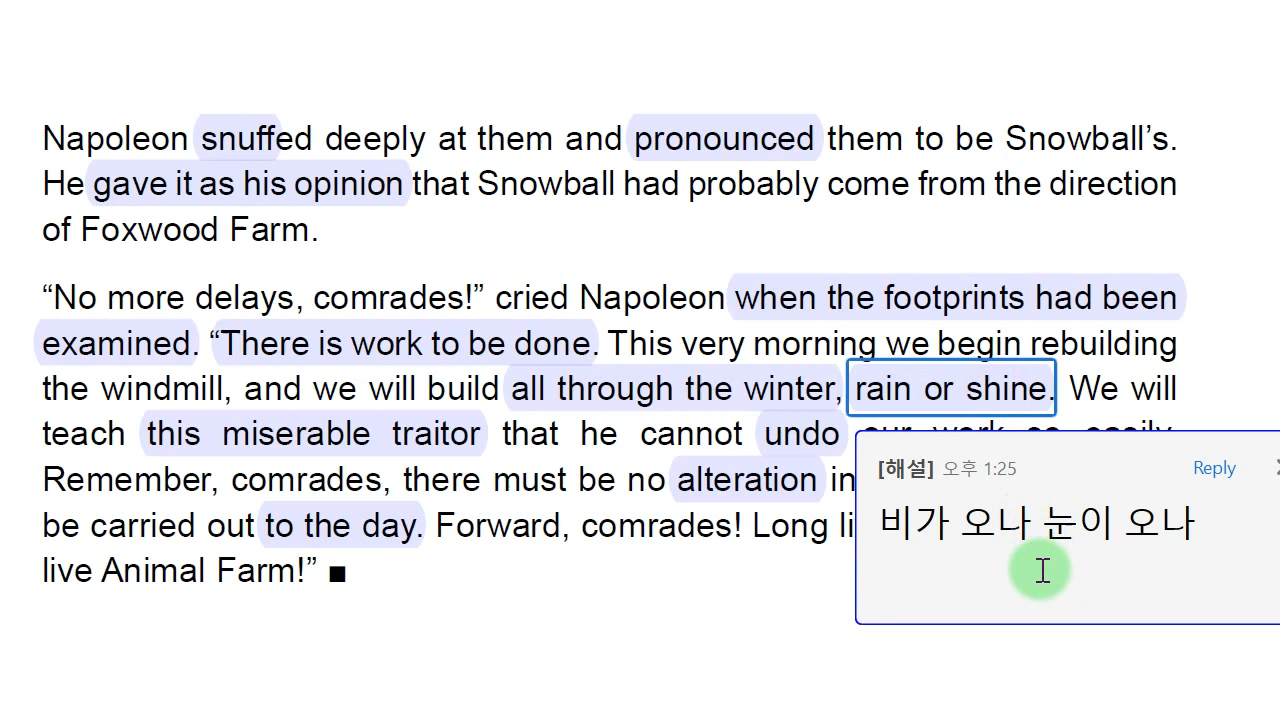 Napoleon snuffed deeply at them and pronounced them to be Snowball’s.
He gave it as his opinion that Snowball had probably come from the direction
of Foxwood Farm.
“No more delays, comrades!” cried Napoleon when the footprints had been
examined. “There is work to be done. This very morning we begin rebuilding
the windmill, and we will build all through the winter, rain or shine. We will
teach this miserable traitor that he cannot undo our work so easily.
Remember, comrades, there must be no alteration in
be carried out to the day. Forward, comrades! Long li
live Animal Farm!” ■
[해설] 오후 1:25 Reply
비가 오나 눈이 오나